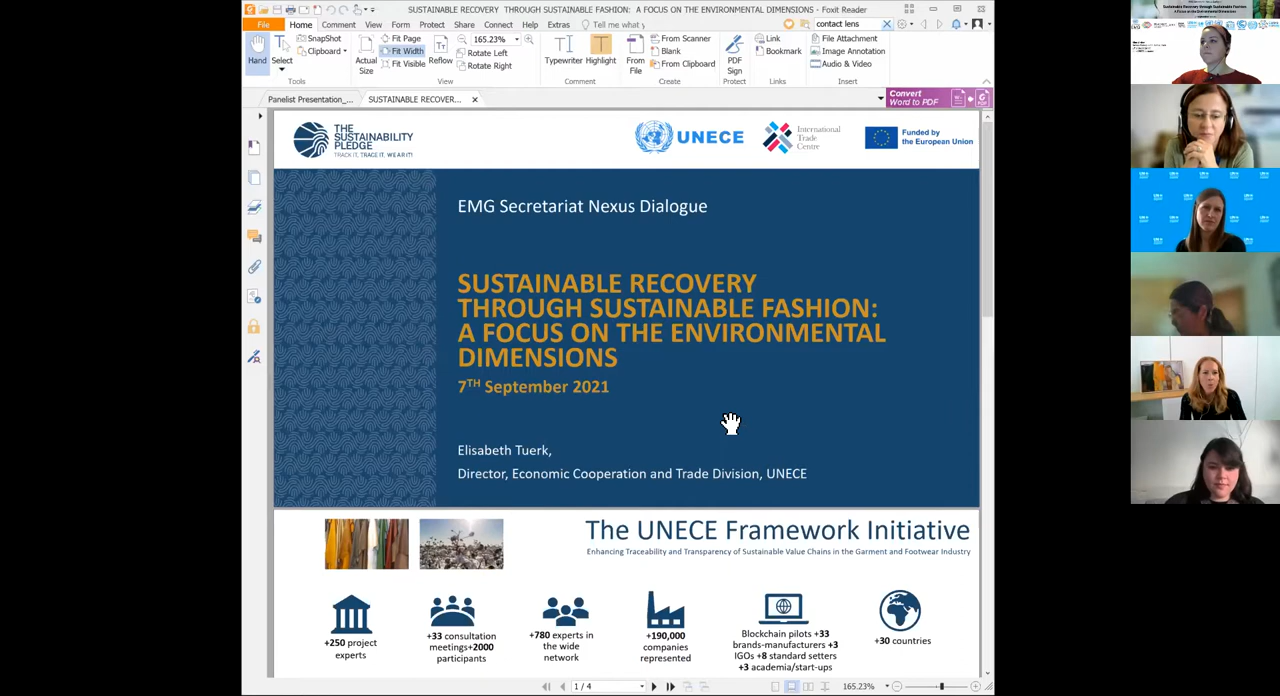 SUSTAINABLE RECOVERY THROUGH SUSTAINABLE FASHION: A FOCUS ON THE ENVIRONMENTAL DIMENSIONS - Foxit Reader
File Home Comment View Form Protect Share Connect Help Extras Tell me what y contact lens
Hand
Select
SnapShot
Clipboard
Tools
Actual Size
Fit Page
Fit Width
Fit Visible
Reflow
165.23%
Rotate Left
Rotate Right
View
Typewriter Highlight
Comment
From File
From Scanner
Blank
From Clipboard
Create
PDF Sign
Protect
Link
Bookmark
Links
File Attachment
Image Annotation
Audio & Video
Insert
Panelist Presentation_... SUSTAINABLE RECOVER...
Convert
Word to PDF
THE
SUSTAINABILITY
PLEDGE
TRACK IT, TRACE IT, WEAR IT!
UNECE
International
Trade
Centre
Funded by
the European Union
EMG Secretariat Nexus Dialogue
SUSTAINABLE RECOVERY
THROUGH SUSTAINABLE FASHION:
A FOCUS ON THE ENVIRONMENTAL
DIMENSIONS
7TH September 2021
Elisabeth Tuerk,
Director, Economic Cooperation and Trade Division, UNECE
The UNECE Framework Initiative
Enhancing Traceability and Transparency of Sustainable Value Chains in the Garment and Footwear Industry
+250 project
experts
+33 consultation
meetings+2000
participants
+780 experts in
the wide
network
+190,000
companies
represented
Blockchain pilots +33
brands-manufacturers +3
IGOs +8 standard setters
+3 academia/start-ups
+30 countries
1 / 4
165.23%